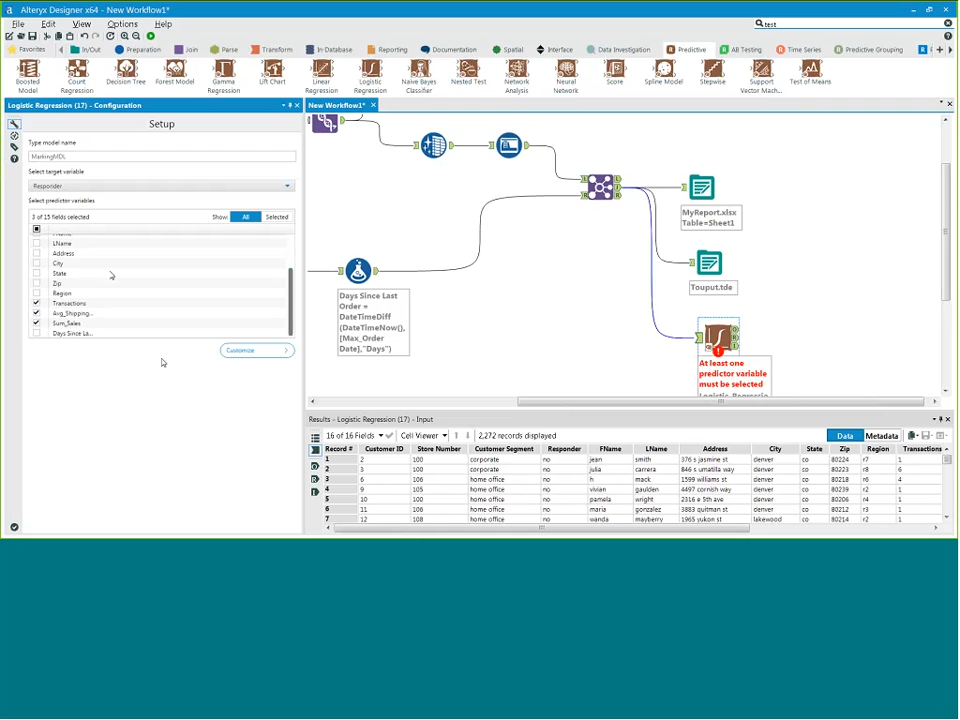 Alteryx Designer x64 - New Workflow1*
File Edit View Options Help
test
Favorites In/Out Preparation Join Parse Transform In-Database Reporting Documentation Spatial Interface Data Investigation Predictive AB Testing Time Series Predictive Grouping
Boosted Model
Count Regression
Decision Tree
Forest Model
Gamma Regression
Lift Chart
Linear Regression
Logistic Regression
Naive Bayes Classifier
Nested Test
Network Analysis
Neural Network
Score
Spline Model
Stepwise
Support Vector Mach...
Test of Means
Logistic Regression (17) - Configuration
New Workflow1*
Setup
Type model name
MarkingMDL
Select target variable
Responder
Select predictor variables
3 of 15 fields selected Show: All Selected
LName
Address
City
State
Zip
Region
Transactions
Avg_Shipping...
Sum_Sales
Days Since La...
Customize
Days Since Last
Order =
DateTimeDiff
(DateTimeNow(),
[Max_Order
Date],"Days")
MyReport.xlsx
Table=Sheet1
Touput.tde
At least one
predictor variable
must be selected
Results - Logistic Regression (17) - Input
16 of 16 Fields Cell Viewer 2,272 records displayed Data Metadata
Record # Customer ID Store Number Customer Segment Responder FName LName Address City State Zip Region Transactions
1 2 100 corporate no jean smith 376 s jasmine st denver co 80224 r7 1
2 3 100 corporate no julia carrera 846 s umatilla way denver co 80223 r8 6
3 6 106 home office no h mack 1599 williams st denver co 80218 r6 4
4 9 105 home office no vivian gaulden 4497 cornish way denver co 80239 r2 1
5 10 100 home office no pamela wright 2316 e 5th ave denver co 80206 r4 1
6 11 106 home office no maria gonzalez 3883 quitman st denver co 80212 r3 1
7 12 108 home office no wanda mayberry 1965 yukon st lakewood co 80214 r2 1